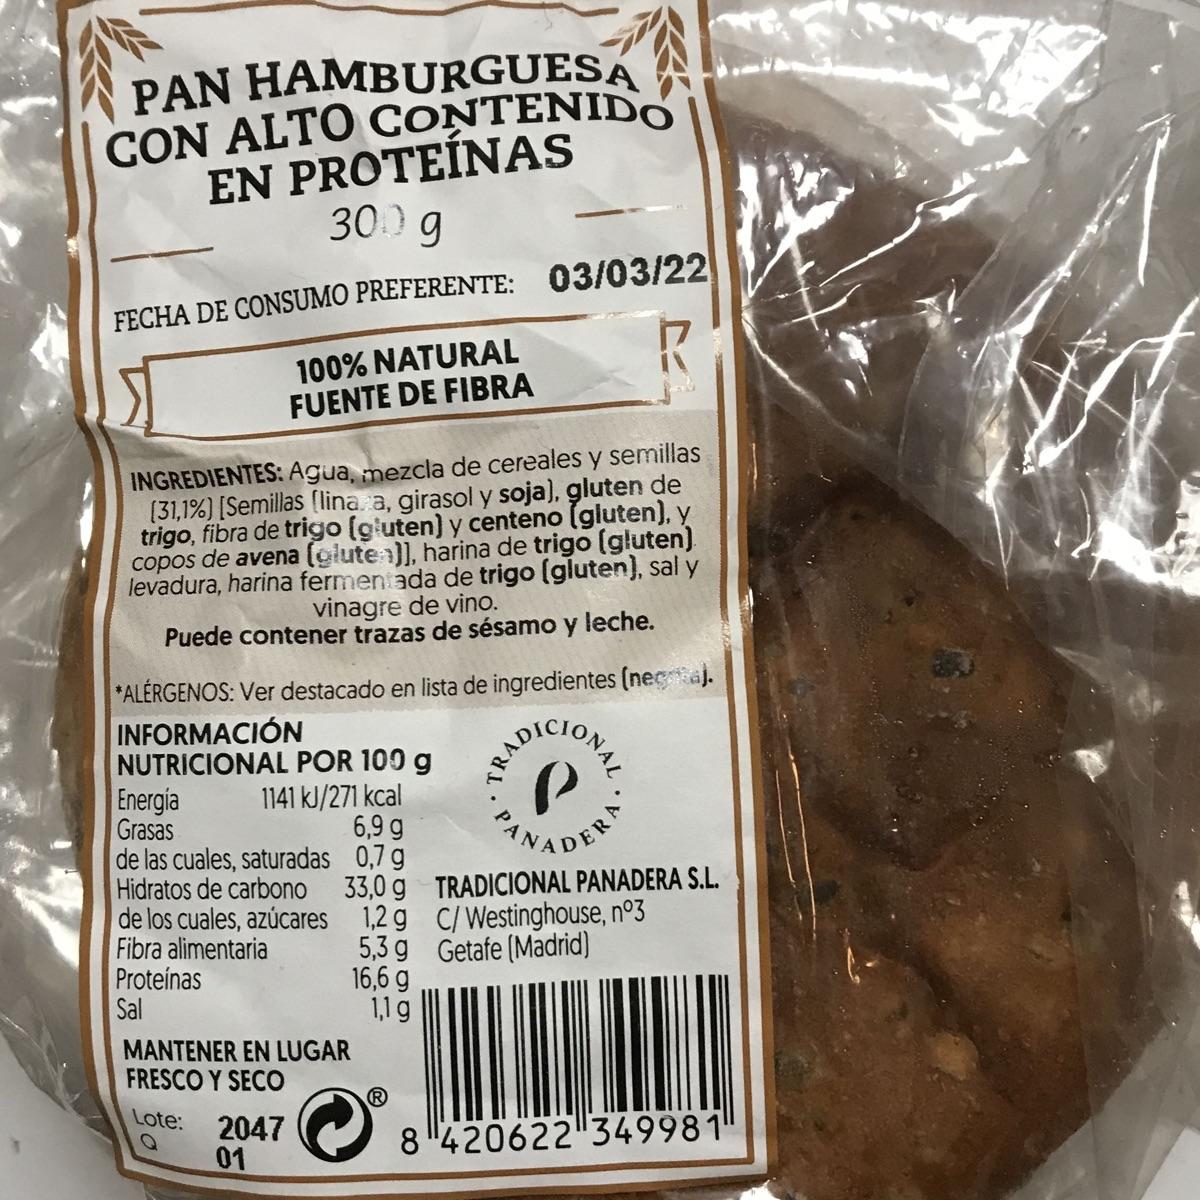 PAN HAMBURGUESA
CON ALTO CONTENIDO
EN PROTEÍNAS
300 g
FECHA DE CONSUMO PREFERENTE: 03/03/22
100% NATURAL
FUENTE DE FIBRA
INGREDIENTES: Agua, mezcla de cereales y semillas
(31,1%) [Semillas (linaza, girasol y soja), gluten de
trigo, fibra de trigo (gluten) y centeno (gluten), y
copos de avena (gluten)], harina de trigo (gluten).
levadura, harina fermentada de trigo (gluten), sal y
vinagre de vino.
Puede contener trazas de sésamo y leche.
*ALÉRGENOS: Ver destacado en lista de ingredientes (negrita).
INFORMACIÓN
NUTRICIONAL POR 100 g
Energía 1141 kJ/271 kcal
Grasas 6,9 g
de las cuales, saturadas 0,7 g
Hidratos de carbono 33,0 g
de los cuales, azúcares 1,2 g
Fibra alimentaria 5,3 g
Proteínas 16,6 g
Sal 1,1 g
TRADICIONAL PANADERA
P
TRADICIONAL PANADERA S.L.
C/ Westinghouse, nº3
Getafe (Madrid)
MANTENER EN LUGAR
FRESCO Y SECO
Lote: 2047
Q 01
®
8 420622 349981